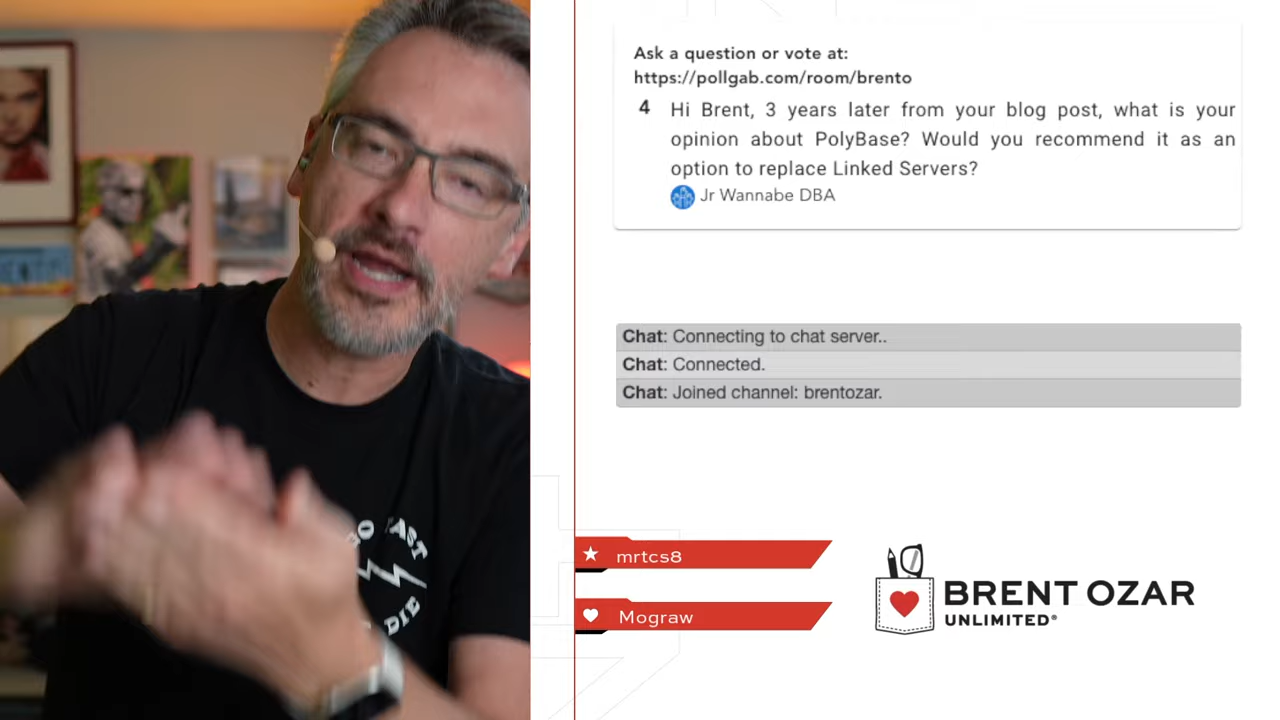 Ask a question or vote at:
https://pollgab.com/room/brento
4 Hi Brent, 3 years later from your blog post, what is your
opinion about PolyBase? Would you recommend it as an
option to replace Linked Servers?
Jr Wannabe DBA
Chat: Connecting to chat server..
Chat: Connected.
Chat: Joined channel: brentozar.
mrtcs8
Mograw
BRENT OZAR
UNLIMITED®
FAST
DIE